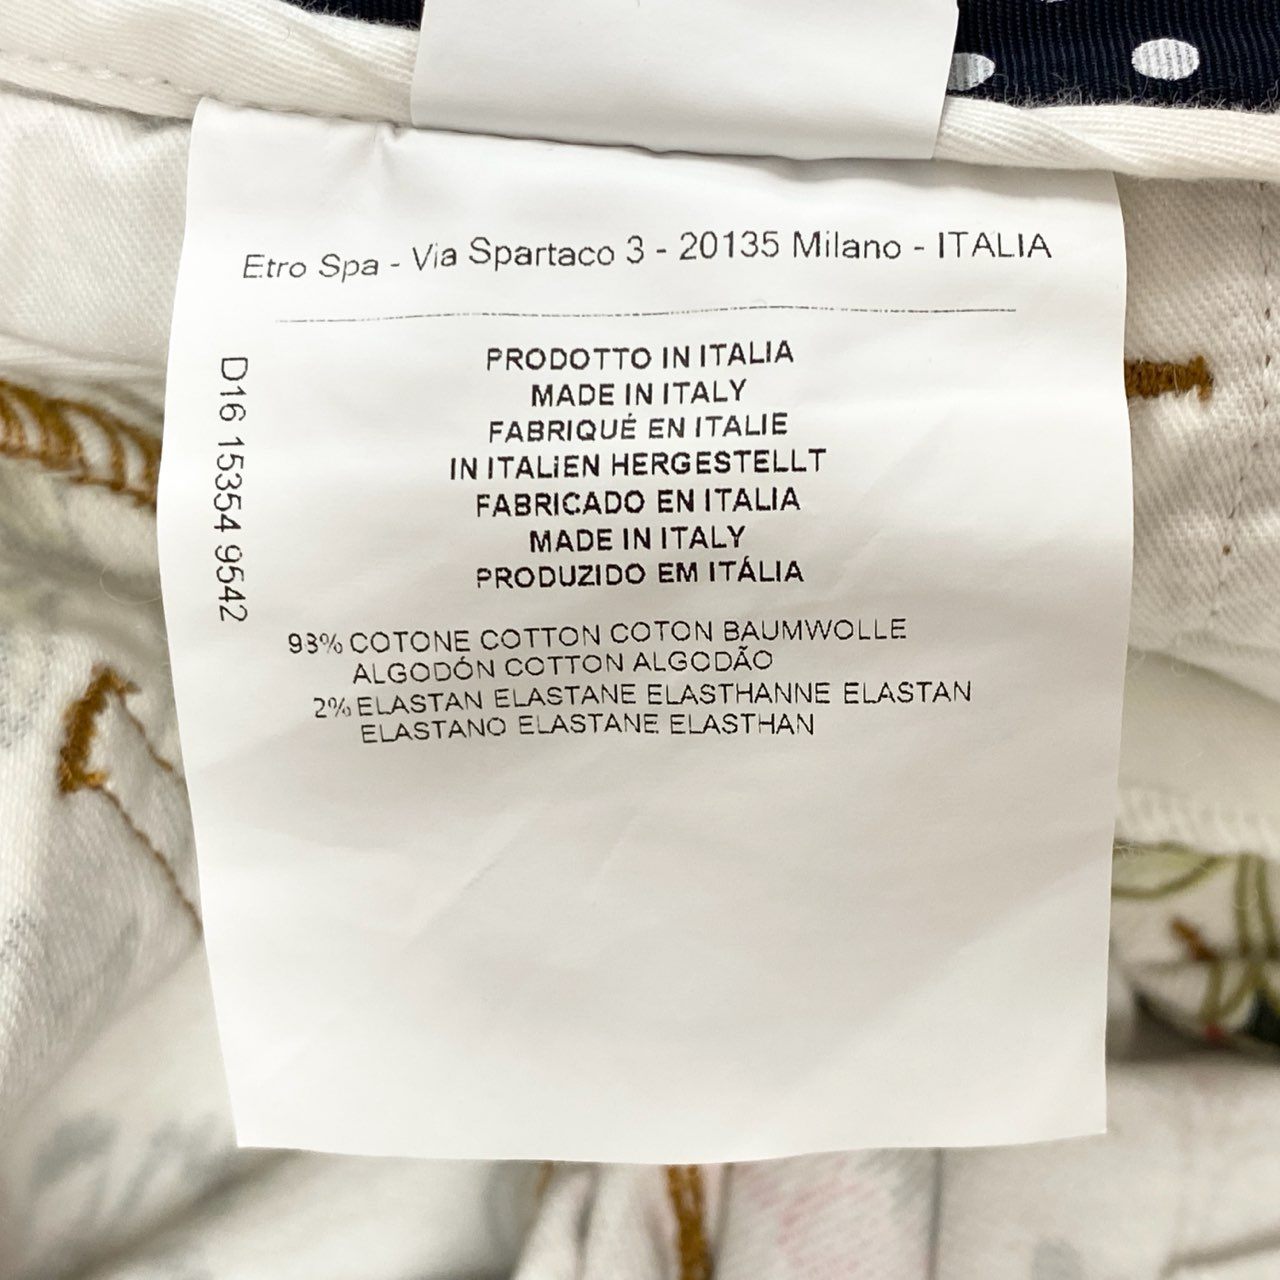 Etro Spa - Via Spartaco 3 - 20135 Milano - ITALIA
PRODOTTO IN ITALIA
MADE IN ITALY
FABRIQUÉ EN ITALIE
IN ITALIEN HERGESTELLT
FABRICADO EN ITALIA
MADE IN ITALY
PRODUZIDO EM ITÁLIA
98% COTONE COTTON COTON BAUMWOLLE
ALGODÓN COTTON ALGODÃO
2% ELASTAN ELASTANE ELASTHANNE ELASTAN
ELASTANO ELASTANE ELASTHAN
D16 15354 9542